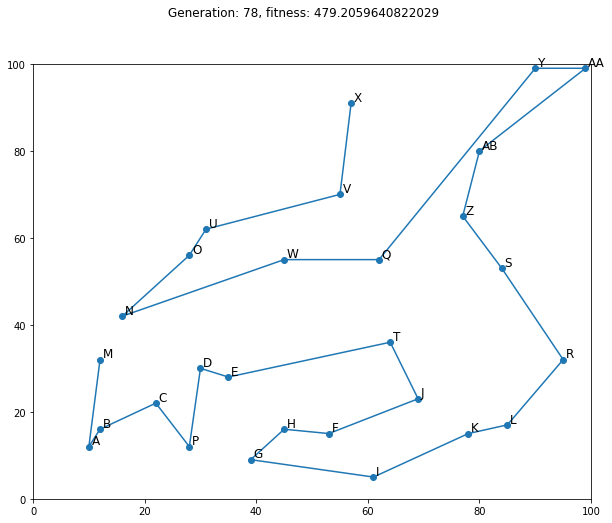 Generation: 78, fitness: 479.2059640822029
100
Y
AA
X
80
AB
V
Z
U
60
O
W
Q
S
40
N
T
M
R
D
E
20
C
J
B
H
F
K
L
A
P
G
I
0
0
20
40
60
80
100